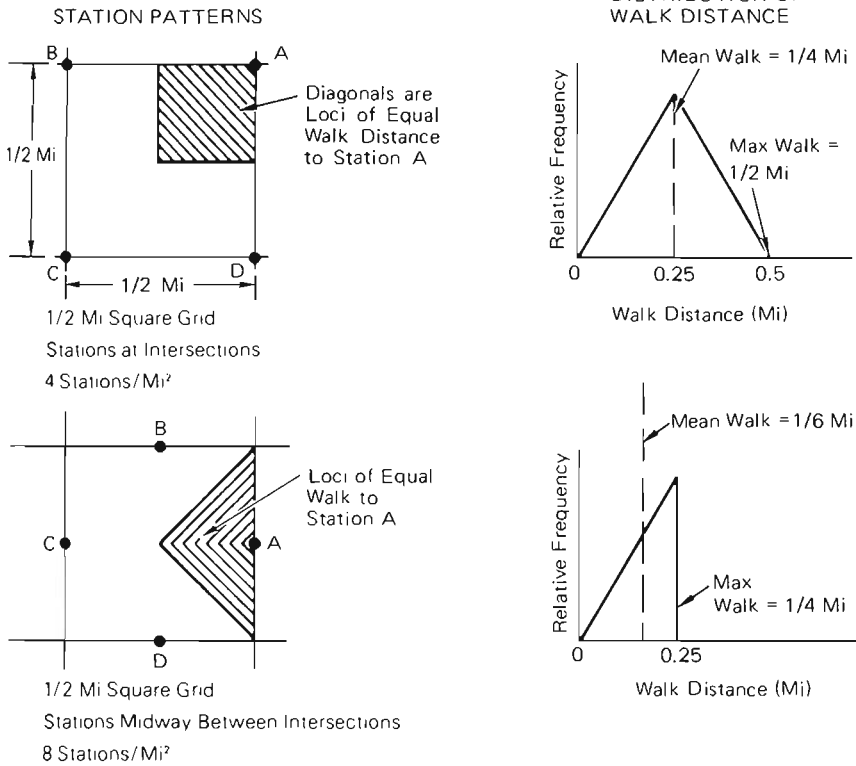 STATION PATTERNS
B
A
Diagonals are
Loci of Equal
Walk Distance
to Station A
1/2 Mi
C
D
1/2 Mi
1/2 Mi Square Grid
Stations at Intersections
4 Stations/Mi²
WALK DISTANCE
Mean Walk = 1/4 Mi
Relative Frequency
Max Walk =
1/2 Mi
0
0.25
0.5
Walk Distance (Mi)
B
Loci of Equal
Walk to
Station A
C
A
D
1/2 Mi Square Grid
Stations Midway Between Intersections
8 Stations/Mi²
Mean Walk = 1/6 Mi
Relative Frequency
Max
Walk = 1/4 Mi
0
0.25
Walk Distance (Mi)